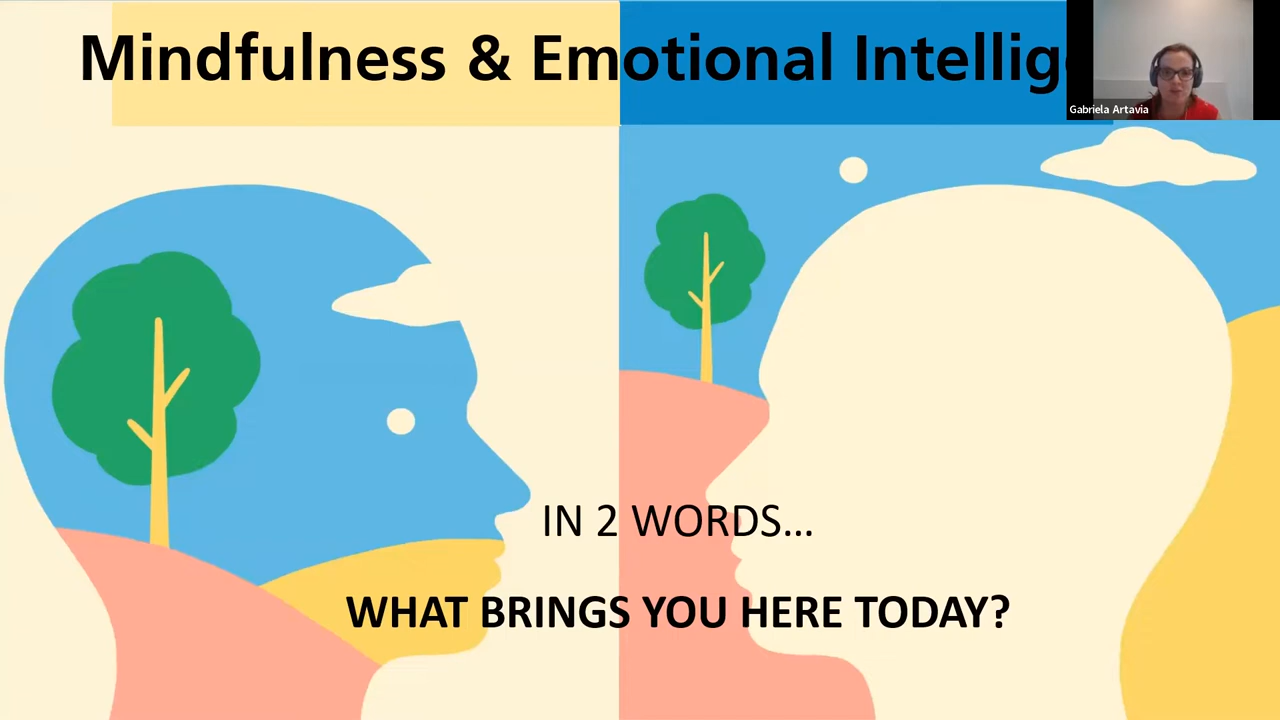 Mindfulness & Emotional Intellig
Gabriela Artavia
IN 2 WORDS...
WHAT BRINGS YOU HERE TODAY?